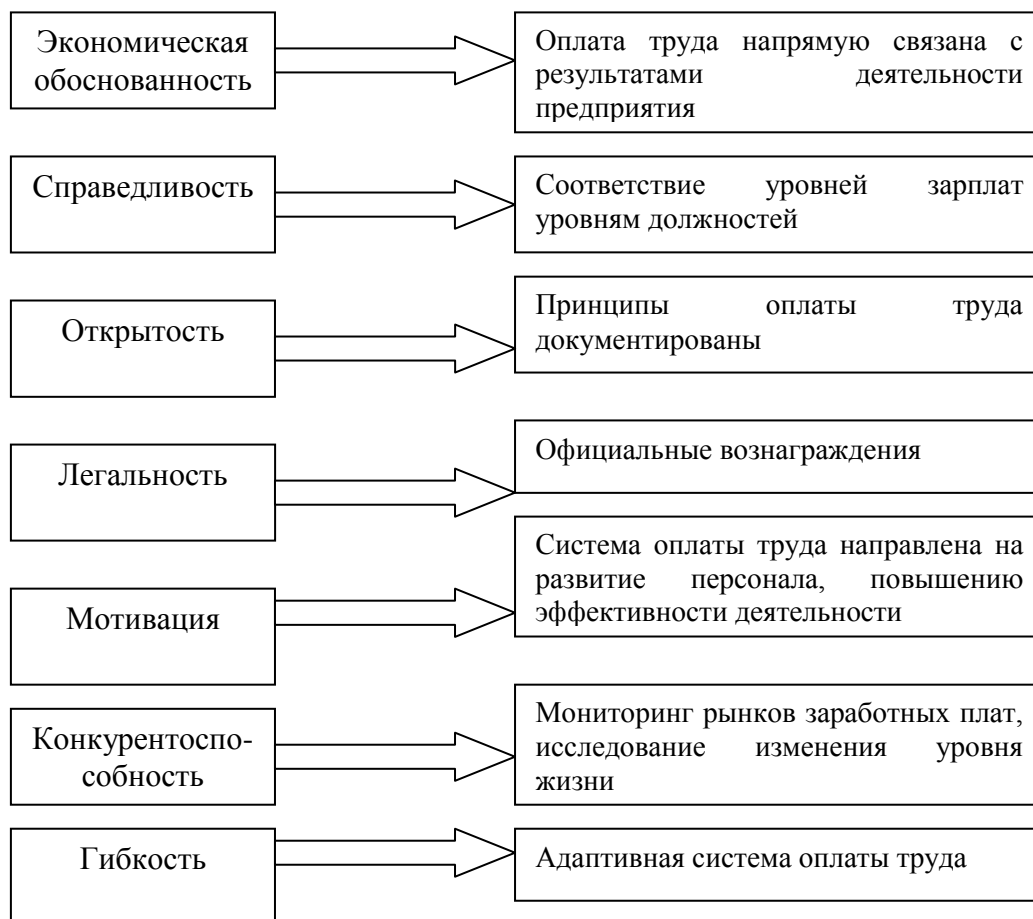 Экономическая
обоснованность
Оплата труда напрямую связана с
результатами деятельности
предприятия
Справедливость
Соответствие уровней зарплат
уровням должностей
Открытость
Принципы оплаты труда
документированы
Легальность
Официальные вознаграждения
Мотивация
Система оплаты труда направлена на
развитие персонала, повышению
эффективности деятельности
Конкурентоспо-
собность
Мониторинг рынков заработных плат,
исследование изменения уровня
жизни
Гибкость
Адаптивная система оплаты труда